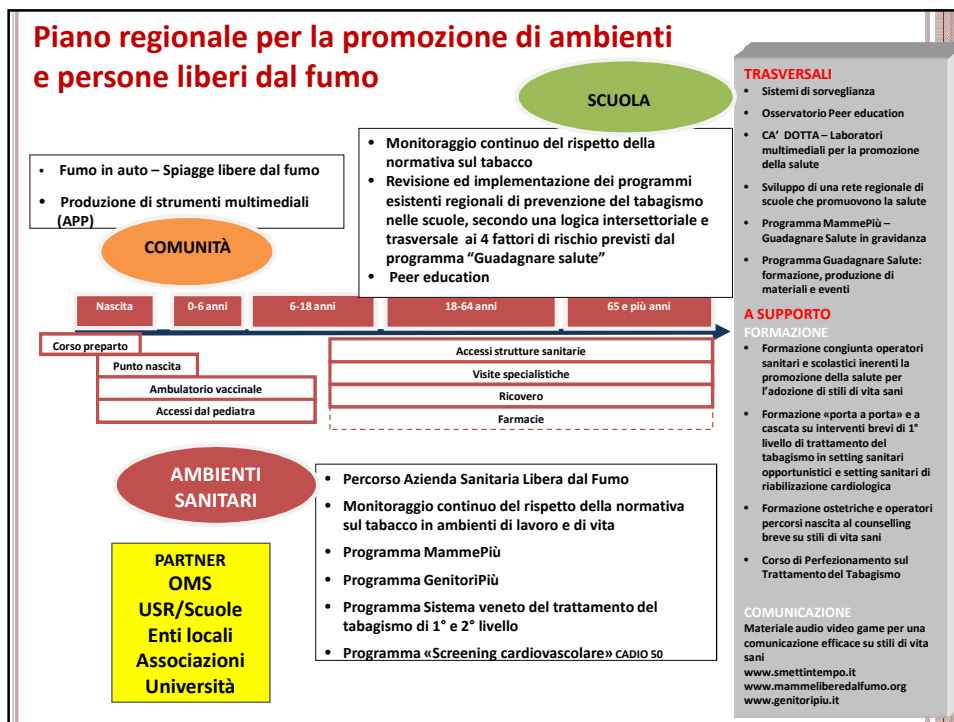 Piano regionale per la promozione di ambienti
e persone liberi dal fumo
SCUOLA
• Monitoraggio continuo del rispetto della
normativa sul tabacco
• Revisione ed implementazione dei programmi
esistenti regionali di prevenzione del tabagismo
nelle scuole, secondo una logica intersettoriale e
trasversale ai 4 fattori di rischio previsti dal
programma “Guadagnare salute”
• Peer education
• Fumo in auto – Spiagge libere dal fumo
• Produzione di strumenti multimediali
(APP)
COMUNITÀ
Nascita
0-6 anni
6-18 anni
18-64 anni
65 e più anni
Corso preparto
Punto nascita
Ambulatorio vaccinale
Accessi dal pediatra
Accessi strutture sanitarie
Visite specialistiche
Ricovero
Farmacie
AMBIENTI
SANITARI
• Percorso Azienda Sanitaria Libera dal Fumo
• Monitoraggio continuo del rispetto della normativa
sul tabacco in ambienti di lavoro e di vita
• Programma MammePiù
• Programma GenitoriPiù
• Programma Sistema veneto del trattamento del
tabagismo di 1° e 2° livello
• Programma «Screening cardiovascolare» CADIO 50
PARTNER
OMS
USR/Scuole
Enti locali
Associazioni
Università
TRASVERSALI
• Sistemi di sorveglianza
• Osservatorio Peer education
• CA’ DOTTA – Laboratori
multimediali per la promozione
della salute
• Sviluppo di una rete regionale di
scuole che promuovono la salute
• Programma MammePiù –
Guadagnare Salute in gravidanza
• Programma Guadagnare Salute:
formazione, produzione di
materiali e eventi
A SUPPORTO
FORMAZIONE
• Formazione congiunta operatori
sanitari e scolastici inerenti la
promozione della salute per
l’adozione di stili di vita sani
• Formazione «porta a porta» e a
cascata su interventi brevi di 1°
livello di trattamento del
tabagismo in setting sanitari
opportunistici e setting sanitari di
riabilizazione cardiologica
• Formazione ostetriche e operatori
percorsi nascita al counselling
breve su stili di vita sani
• Corso di Perfezionamento sul
Trattamento del Tabagismo
COMUNICAZIONE
Materiale audio video game per una
comunicazione efficace su stili di vita
sani
www.smettintempo.it
www.mammeliberedalfumo.org
www.genitoripiu.it